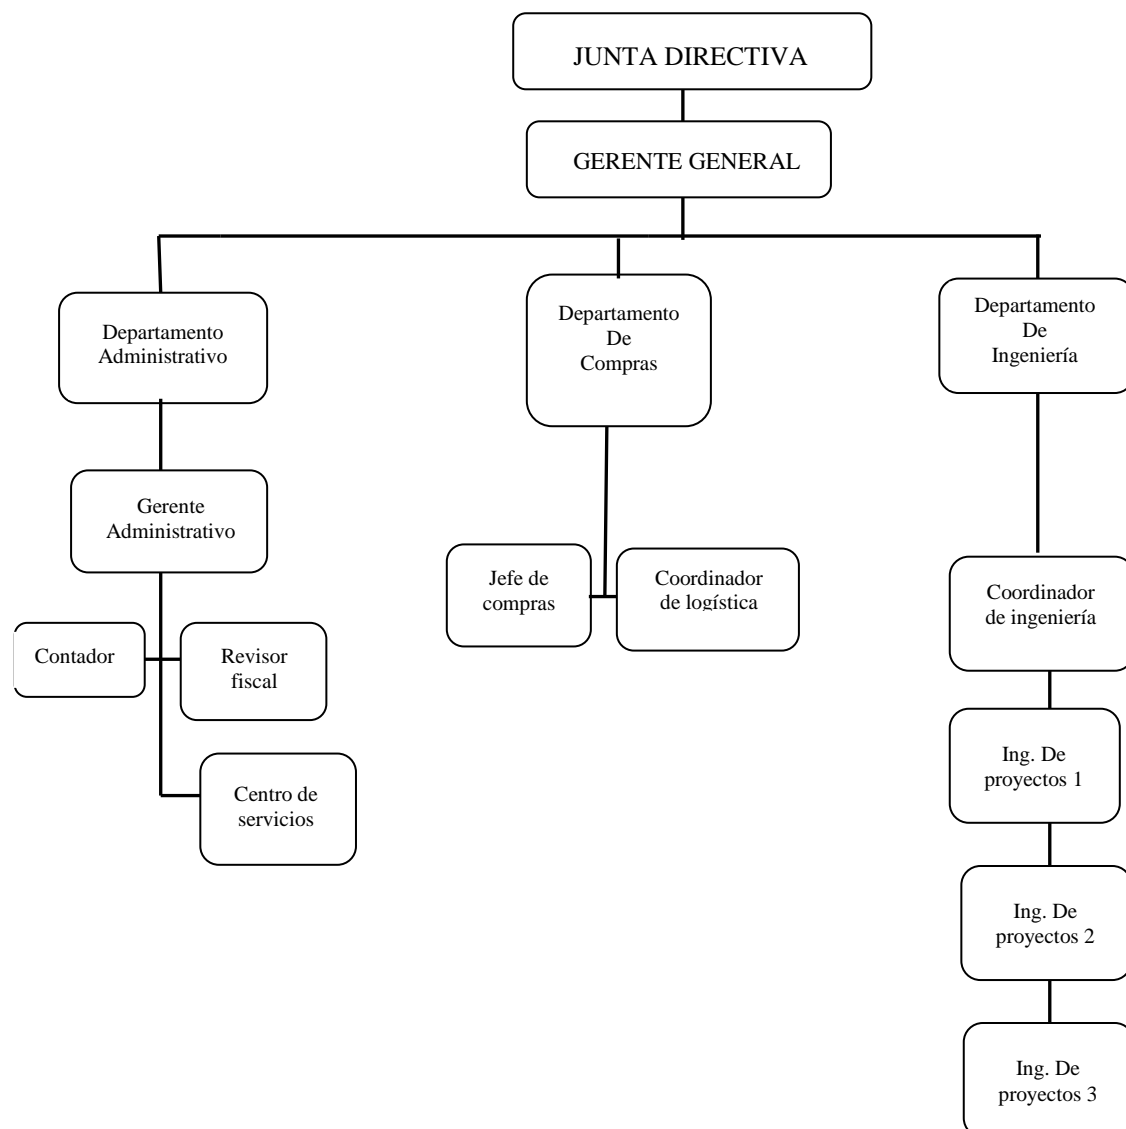 JUNTA DIRECTIVA
GERENTE GENERAL
Departamento
Administrativo
Departamento
De
Compras
Departamento
De
Ingeniería
Gerente
Administrativo
Jefe de
compras
Coordinador
de logística
Coordinador
de ingeniería
Contador
Revisor
fiscal
Centro de
servicios
Ing. De
proyectos 1
Ing. De
proyectos 2
Ing. De
proyectos 3